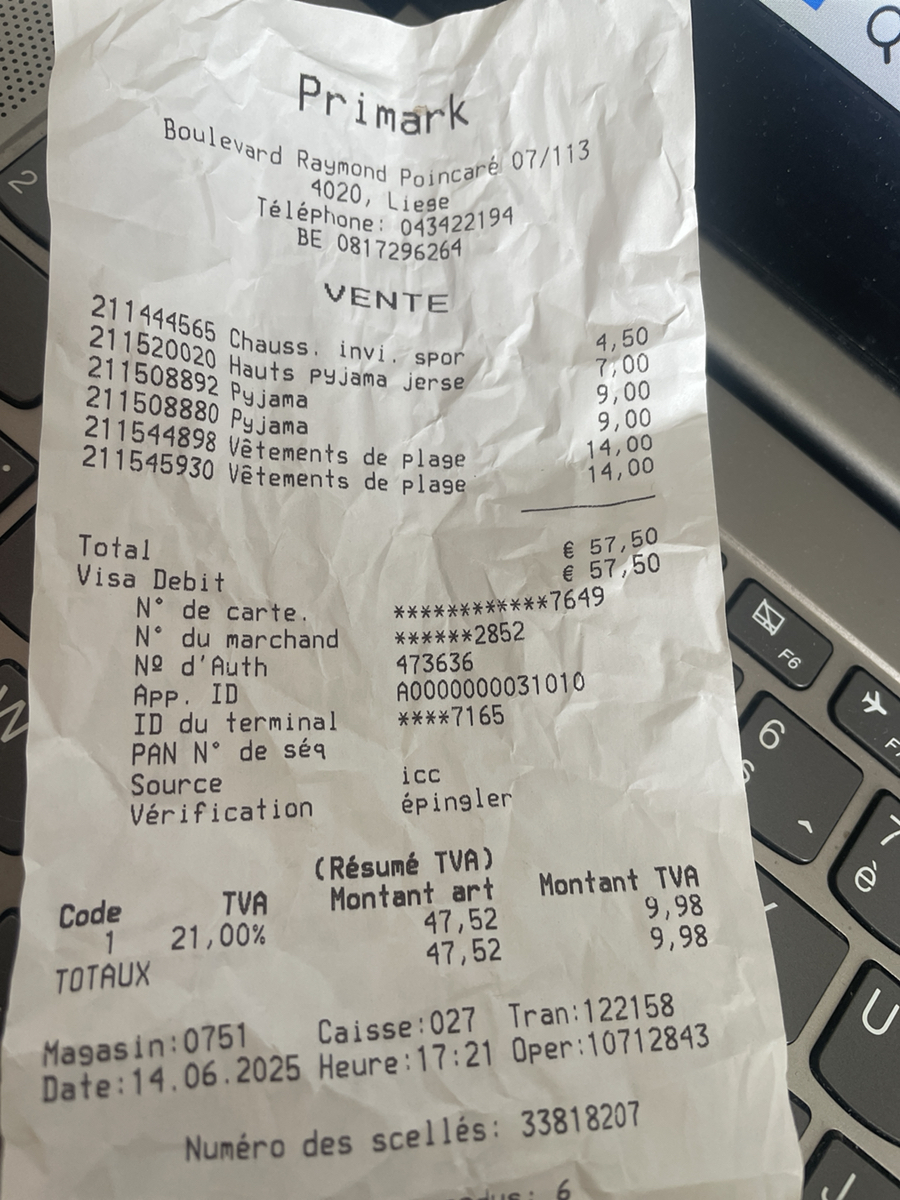 Primark
Boulevard Raymond Poincaré 07/113
4020, Liege
Téléphone: 043422194
BE 0817296264
VENTE
211444565 Chauss. invi. spor 4,50
211520020 Hauts pyjama jerse 7,00
211508892 Pyjama 9,00
211508880 Pyjama 9,00
211544898 Vêtements de plage 14,00
211545930 Vêtements de plage 14,00
Total € 57,50
Visa Debit € 57,50
N° de carte. ************7649
N° du marchand ******2852
Nº d'Auth 473636
App. ID A0000000031010
ID du terminal ****7165
PAN N° de séq
Source icc
Vérification épingler
(Résumé TVA)
Code TVA Montant art Montant TVA
1 21,00% 47,52 9,98
TOTAUX 47,52 9,98
Magasin:0751 Caisse:027 Tran:122158
Date:14.06.2025 Heure:17:21 Oper:10712843
Numéro des scellés: 33818207
6
2
F6
6
§
^
7
è
U
J